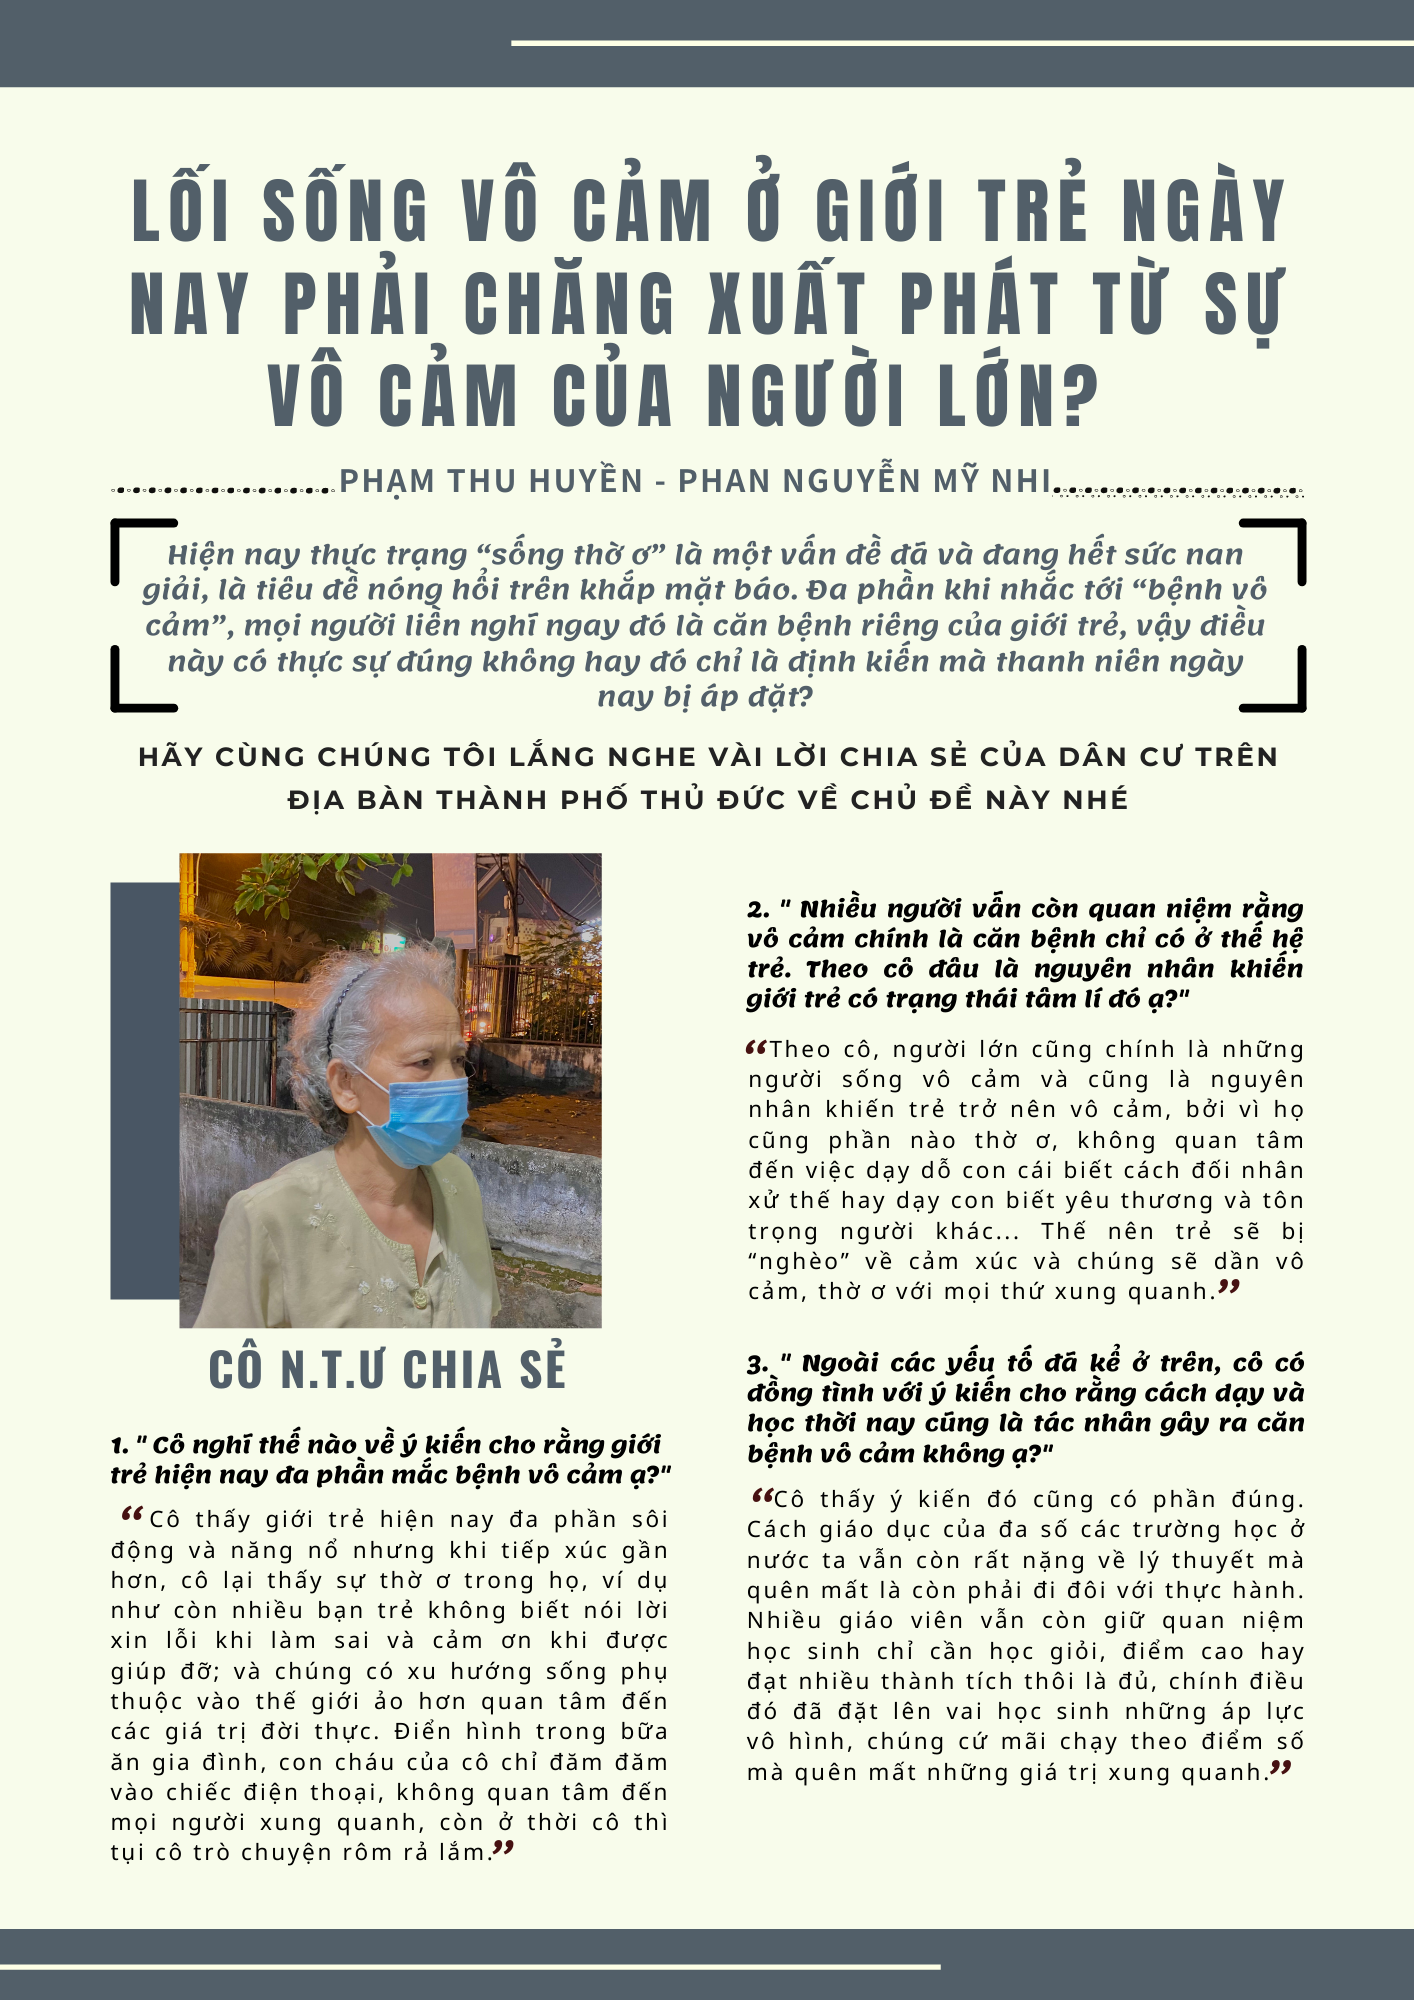 LỐI SỐNG VÔ CẢM Ở GIỚI TRẺ NGÀY
NAY PHẢI CHĂNG XUẤT PHÁT TỪ SỰ
VÔ CẢM CỦA NGƯỜI LỚN?
PHẠM THU HUYỀN - PHAN NGUYỄN MỸ NHI
Hiện nay thực trạng “sống thờ ơ” là một vấn đề đã và đang hết sức nan
giải, là tiêu đề nóng hổi trên khắp mặt báo. Đa phần khi nhắc tới “bệnh vô
cảm”, mọi người liền nghĩ ngay đó là căn bệnh riêng của giới trẻ, vậy điều
này có thực sự đúng không hay đó chỉ là định kiến mà thanh niên ngày
nay bị áp đặt?
HÃY CÙNG CHÚNG TÔI LẮNG NGHE VÀI LỜI CHIA SẺ CỦA DÂN CƯ TRÊN
ĐỊA BÀN THÀNH PHỐ THỦ ĐỨC VỀ CHỦ ĐỀ NÀY NHÉ
CÔ N.T.Ư CHIA SẺ
1. " Cô nghĩ thế nào về ý kiến cho rằng giới
trẻ hiện nay đa phần mắc bệnh vô cảm ạ?"
“ Cô thấy giới trẻ hiện nay đa phần sôi
động và năng nổ nhưng khi tiếp xúc gần
hơn, cô lại thấy sự thờ ơ trong họ, ví dụ
như còn nhiều bạn trẻ không biết nói lời
xin lỗi khi làm sai và cảm ơn khi được
giúp đỡ; và chúng có xu hướng sống phụ
thuộc vào thế giới ảo hơn quan tâm đến
các giá trị đời thực. Điển hình trong bữa
ăn gia đình, con cháu của cô chỉ đăm đăm
vào chiếc điện thoại, không quan tâm đến
mọi người xung quanh, còn ở thời cô thì
tụi cô trò chuyện rôm rả lắm.”
2. " Nhiều người vẫn còn quan niệm rằng
vô cảm chính là căn bệnh chỉ có ở thế hệ
trẻ. Theo cô đâu là nguyên nhân khiến
giới trẻ có trạng thái tâm lí đó ạ?"
“Theo cô, người lớn cũng chính là những
người sống vô cảm và cũng là nguyên
nhân khiến trẻ trở nên vô cảm, bởi vì họ
cũng phần nào thờ ơ, không quan tâm
đến việc dạy dỗ con cái biết cách đối nhân
xử thế hay dạy con biết yêu thương và tôn
trọng người khác... Thế nên trẻ sẽ bị
“nghèo” về cảm xúc và chúng sẽ dần vô
cảm, thờ ơ với mọi thứ xung quanh.”
3. " Ngoài các yếu tố đã kể ở trên, cô có
đồng tình với ý kiến cho rằng cách dạy và
học thời nay cũng là tác nhân gây ra căn
bệnh vô cảm không ạ?"
“Cô thấy ý kiến đó cũng có phần đúng.
Cách giáo dục của đa số các trường học ở
nước ta vẫn còn rất nặng về lý thuyết mà
quên mất là còn phải đi đôi với thực hành.
Nhiều giáo viên vẫn còn giữ quan niệm
học sinh chỉ cần học giỏi, điểm cao hay
đạt nhiều thành tích thôi là đủ, chính điều
đó đã đặt lên vai học sinh những áp lực
vô hình, chúng cứ mãi chạy theo điểm số
mà quên mất những giá trị xung quanh.”